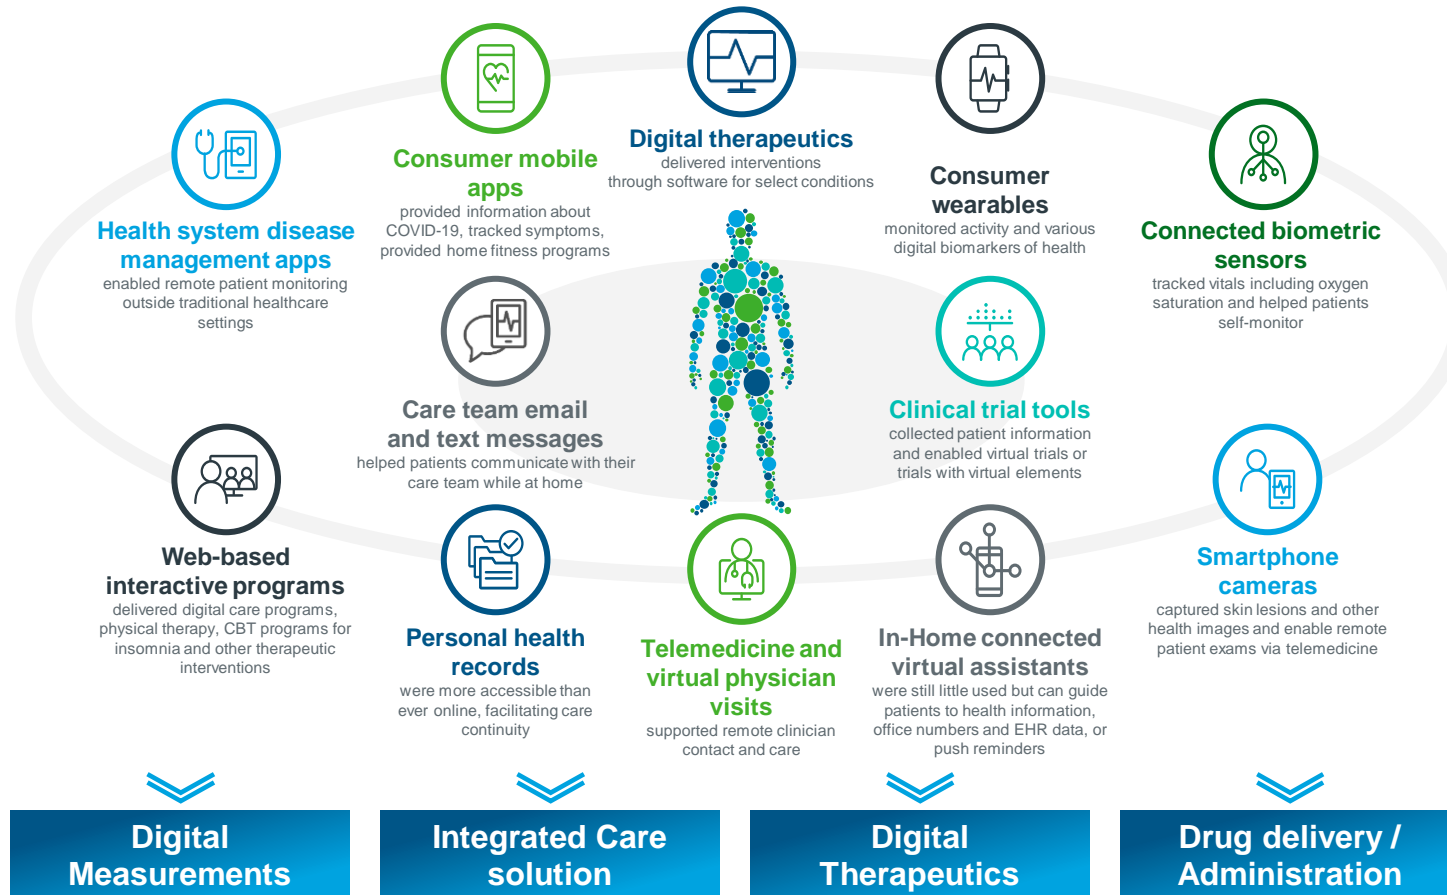 Digital therapeutics
delivered interventions
through software for select conditions
Consumer mobile
apps
provided information about
COVID-19, tracked symptoms,
provided home fitness programs
Consumer
wearables
monitored activity and various
digital biomarkers of health
Health system disease
management apps
enabled remote patient monitoring
outside traditional healthcare
settings
Connected biometric
sensors
tracked vitals including oxygen
saturation and helped patients
self-monitor
Care team email
and text messages
helped patients communicate with their
care team while at home
Clinical trial tools
collected patient information
and enabled virtual trials or
trials with virtual elements
Web-based
interactive programs
delivered digital care programs,
physical therapy, CBT programs for
insomnia and other therapeutic
interventions
Personal health
records
were more accessible than
ever online, facilitating care
continuity
Telemedicine and
virtual physician
visits
supported remote clinician
contact and care
In-Home connected
virtual assistants
were still little used but can guide
patients to health information,
office numbers and EHR data, or
push reminders
Smartphone
cameras
captured skin lesions and other
health images and enable remote
patient exams via telemedicine
Digital
Measurements
Integrated Care
solution
Digital
Therapeutics
Drug delivery /
Administration